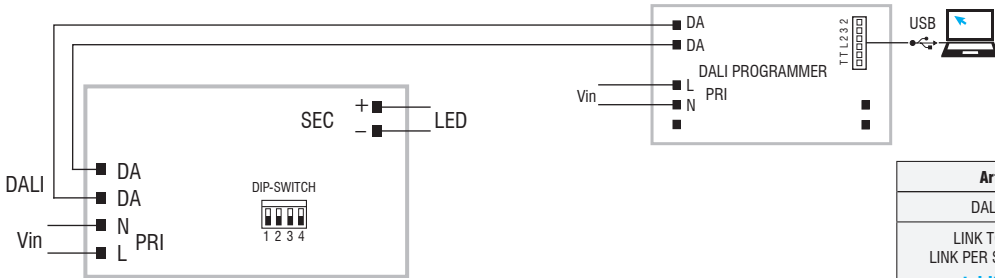 DA
DA
TTL232
USB
DALI PROGRAMMER
Vin
L
PRI
N
SEC
+
–
LED
DALI
DA
DA
DIP-SWITCH
1 2 3 4
Vin
N
PRI
L
Ar
DAL
LINK T
LINK PER S